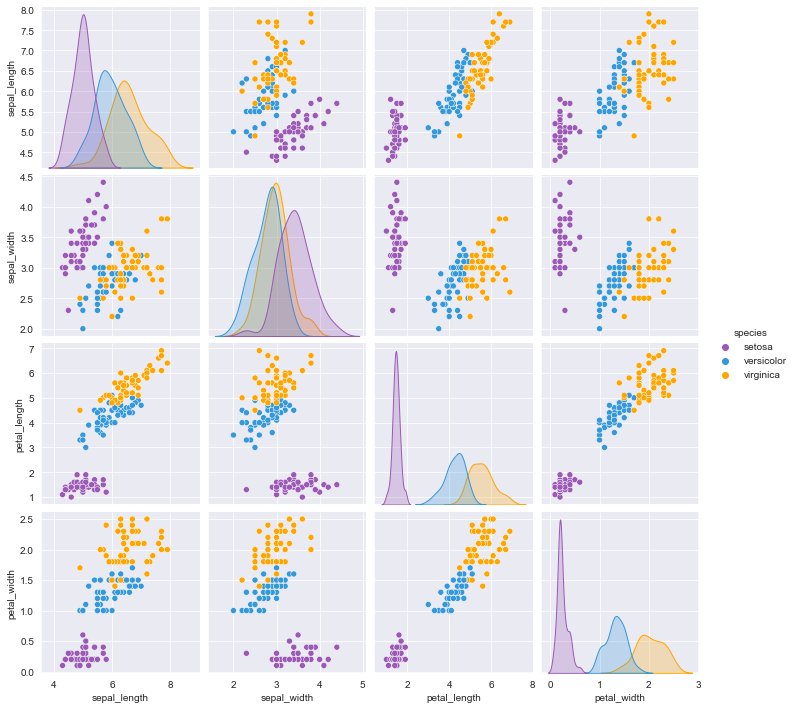 sepal_length
8.0
7.5
7.0
6.5
6.0
5.5
5.0
4.5
sepal_width
4.5
4.0
3.5
3.0
2.5
2.0
species
setosa
versicolor
virginica
petal_length
7
6
5
4
3
2
1
petal_width
2.5
2.0
1.5
1.0
0.5
0.0
4 6 8
2 3 4 5
2 4 6 8
0 1 2 3
sepal_length sepal_width petal_length petal_width